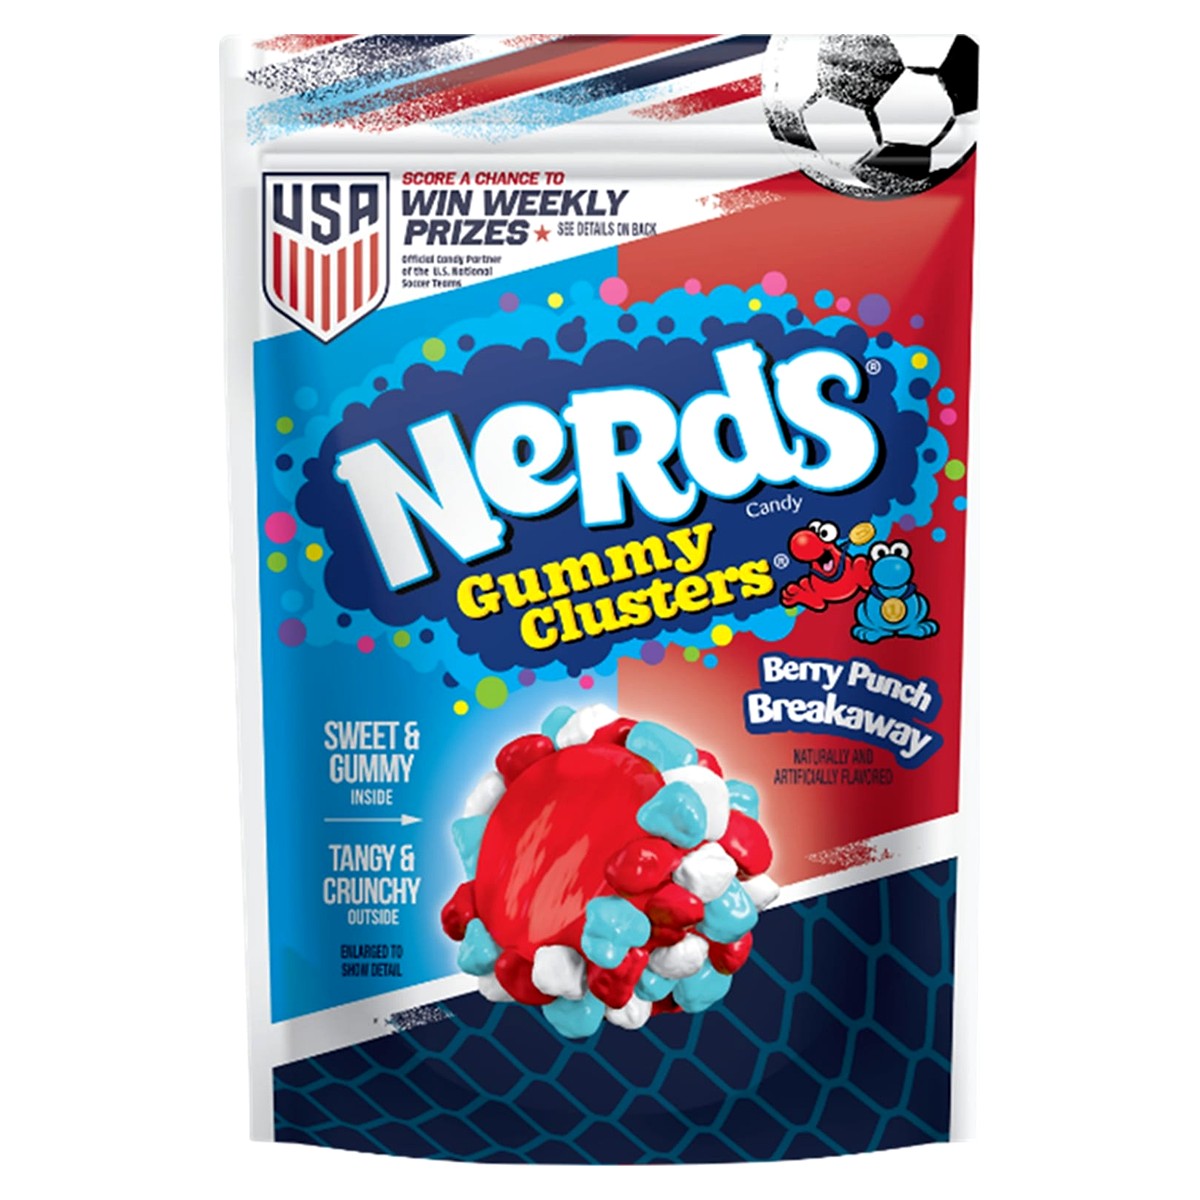 USA
SCORE A CHANCE TO
WIN WEEKLY
PRIZES ★ SEE DETAILS ON BACK
Official Candy Partner
of the U.S. National
Soccer Teams
NeRdS®
Candy
Gummy
Clusters®
Berry Punch
Breakaway
NATURALLY AND
ARTIFICIALLY FLAVORED
SWEET &
GUMMY
INSIDE
TANGY &
CRUNCHY
OUTSIDE
ENLARGED TO
SHOW DETAIL